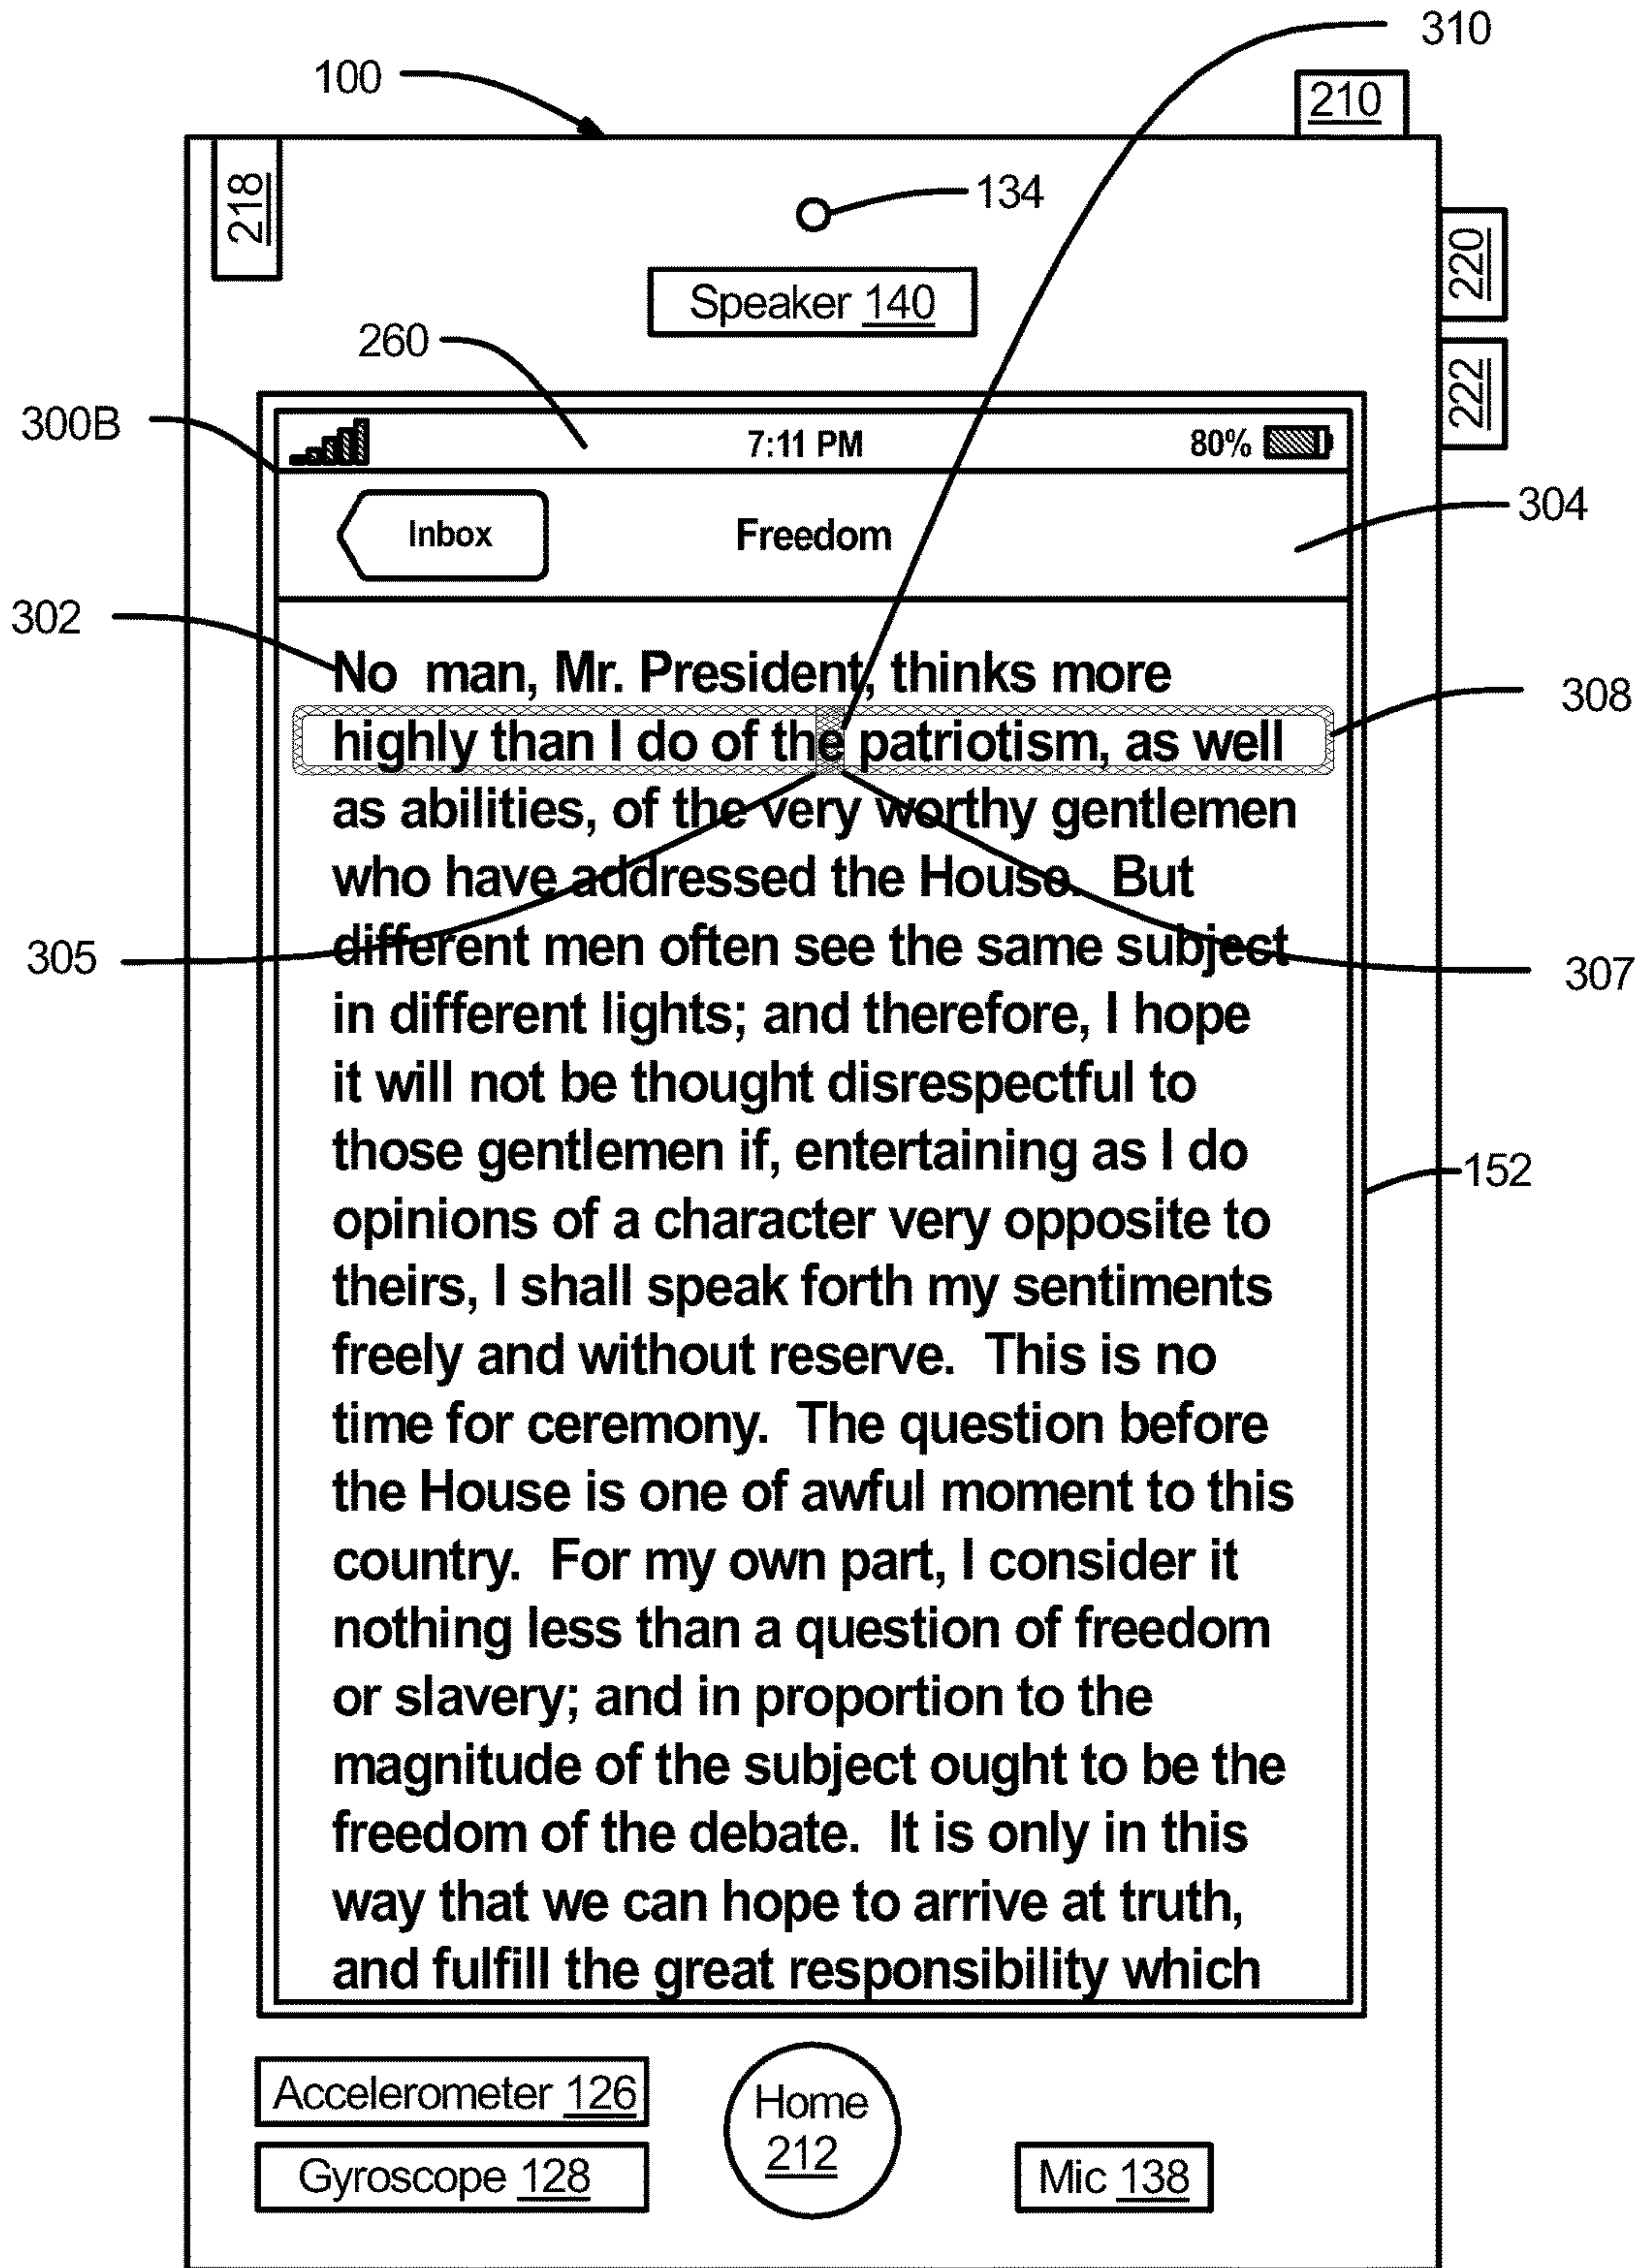 310
100
210
218
134
220
Speaker 140
222
260
300B
7:11 PM 80%
304
Inbox Freedom
302
No man, Mr. President, thinks more
308
highly than I do of the patriotism, as well
as abilities, of the very worthy gentlemen
who have addressed the House. But
different men often see the same subject
305
307
in different lights; and therefore, I hope
it will not be thought disrespectful to
those gentlemen if, entertaining as I do
152
opinions of a character very opposite to
theirs, I shall speak forth my sentiments
freely and without reserve. This is no
time for ceremony. The question before
the House is one of awful moment to this
country. For my own part, I consider it
nothing less than a question of freedom
or slavery; and in proportion to the
magnitude of the subject ought to be the
freedom of the debate. It is only in this
way that we can hope to arrive at truth,
and fulfill the great responsibility which
Accelerometer 126
Home
212
Gyroscope 128
Mic 138